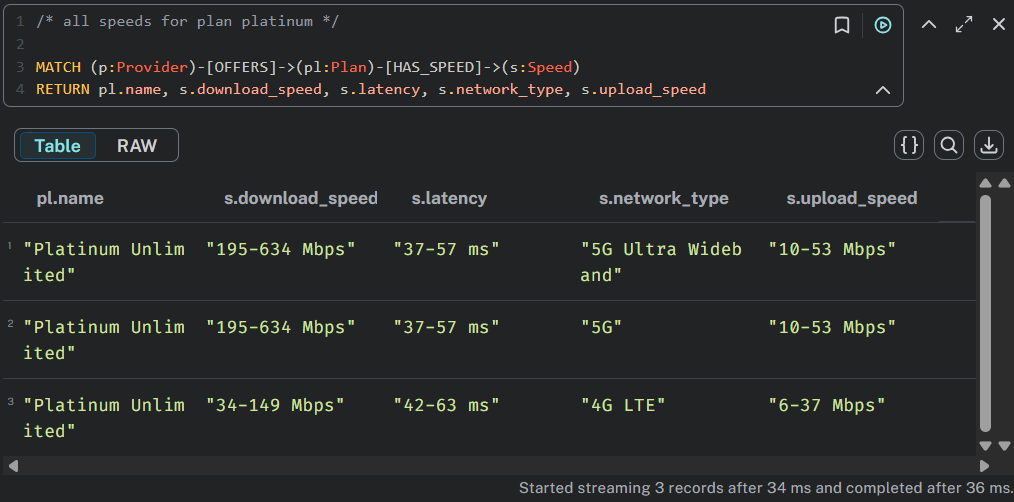 1 /* all speeds for plan platinum */
2
3 MATCH (p:Provider)-[OFFERS]->(pl:Plan)-[HAS_SPEED]->(s:Speed)
4 RETURN pl.name, s.download_speed, s.latency, s.network_type, s.upload_speed
Table RAW
pl.name s.download_speed s.latency s.network_type s.upload_speed
1 "Platinum Unlim "195-634 Mbps" "37-57 ms" "5G Ultra Wideb "10-53 Mbps"
ited" and"
2 "Platinum Unlim "195-634 Mbps" "37-57 ms" "5G" "10-53 Mbps"
ited"
3 "Platinum Unlim "34-149 Mbps" "42-63 ms" "4G LTE" "6-37 Mbps"
ited"
Started streaming 3 records after 34 ms and completed after 36 ms.